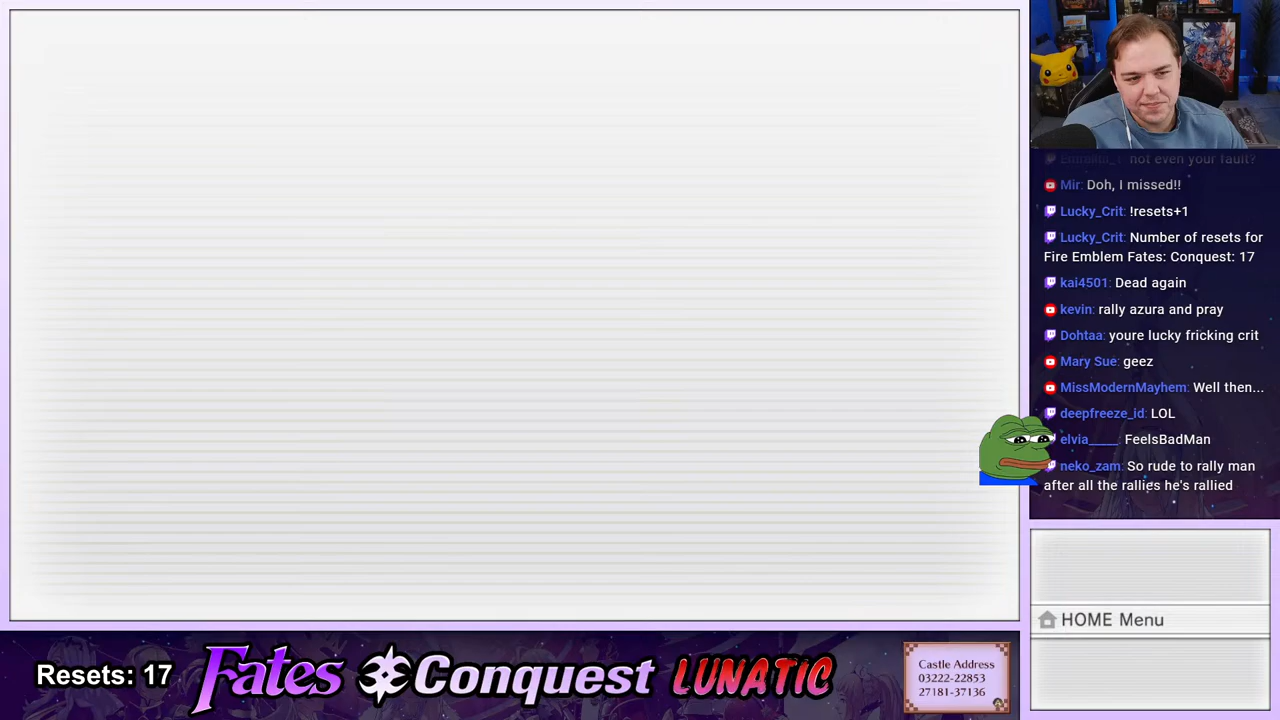 not even your fault?
Mir: Doh, I missed!!
Lucky_Crit: !resets+1
Lucky_Crit: Number of resets for
Fire Emblem Fates: Conquest: 17
kai4501: Dead again
kevin: rally azura and pray
Dohtaa: youre lucky fricking crit
Mary Sue: geez
MissModernMayhem: Well then...
deepfreeze_id: LOL
elvia_____: FeelsBadMan
neko_zam: So rude to rally man
after all the rallies he's rallied
HOME Menu
Resets: 17
Fates Conquest LUNATIC
Castle Address
03222-22853
27181-37136